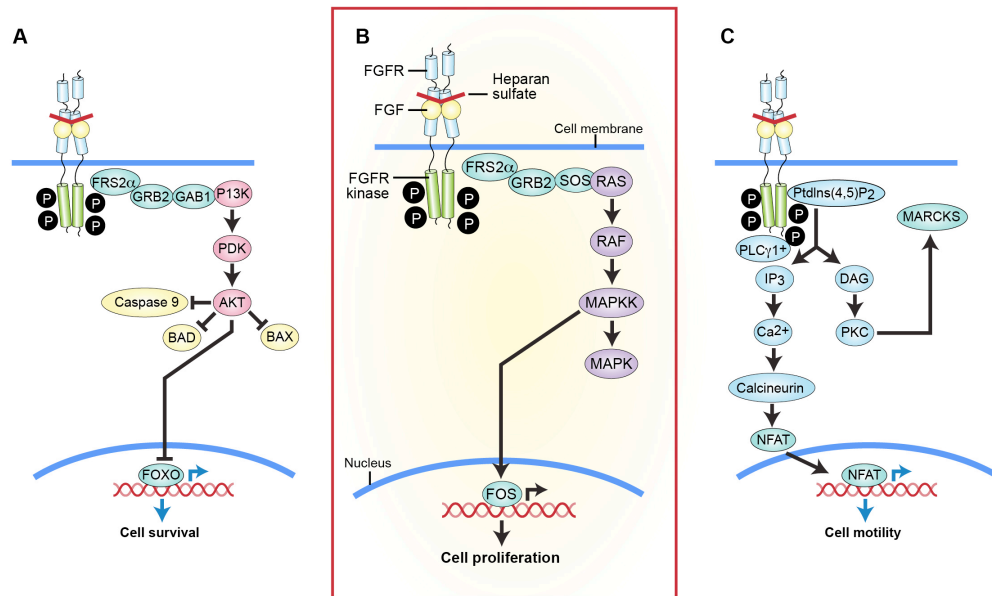 A
P
P
P
P
FRS2α
GRB2
GAB1
P13K
PDK
AKT
Caspase 9
BAD
BAX
FOXO
Cell survival
B
FGFR
Heparan
sulfate
FGF
Cell membrane
FGFR
kinase
P
P
P
P
FRS2α
GRB2
SOS
RAS
RAF
MAPKK
MAPK
Nucleus
FOS
Cell proliferation
C
P
P
P
P
PtdIns(4,5)P2
PLCγ1+
MARCKS
IP3
DAG
Ca2+
PKC
Calcineurin
NFAT
NFAT
Cell motility